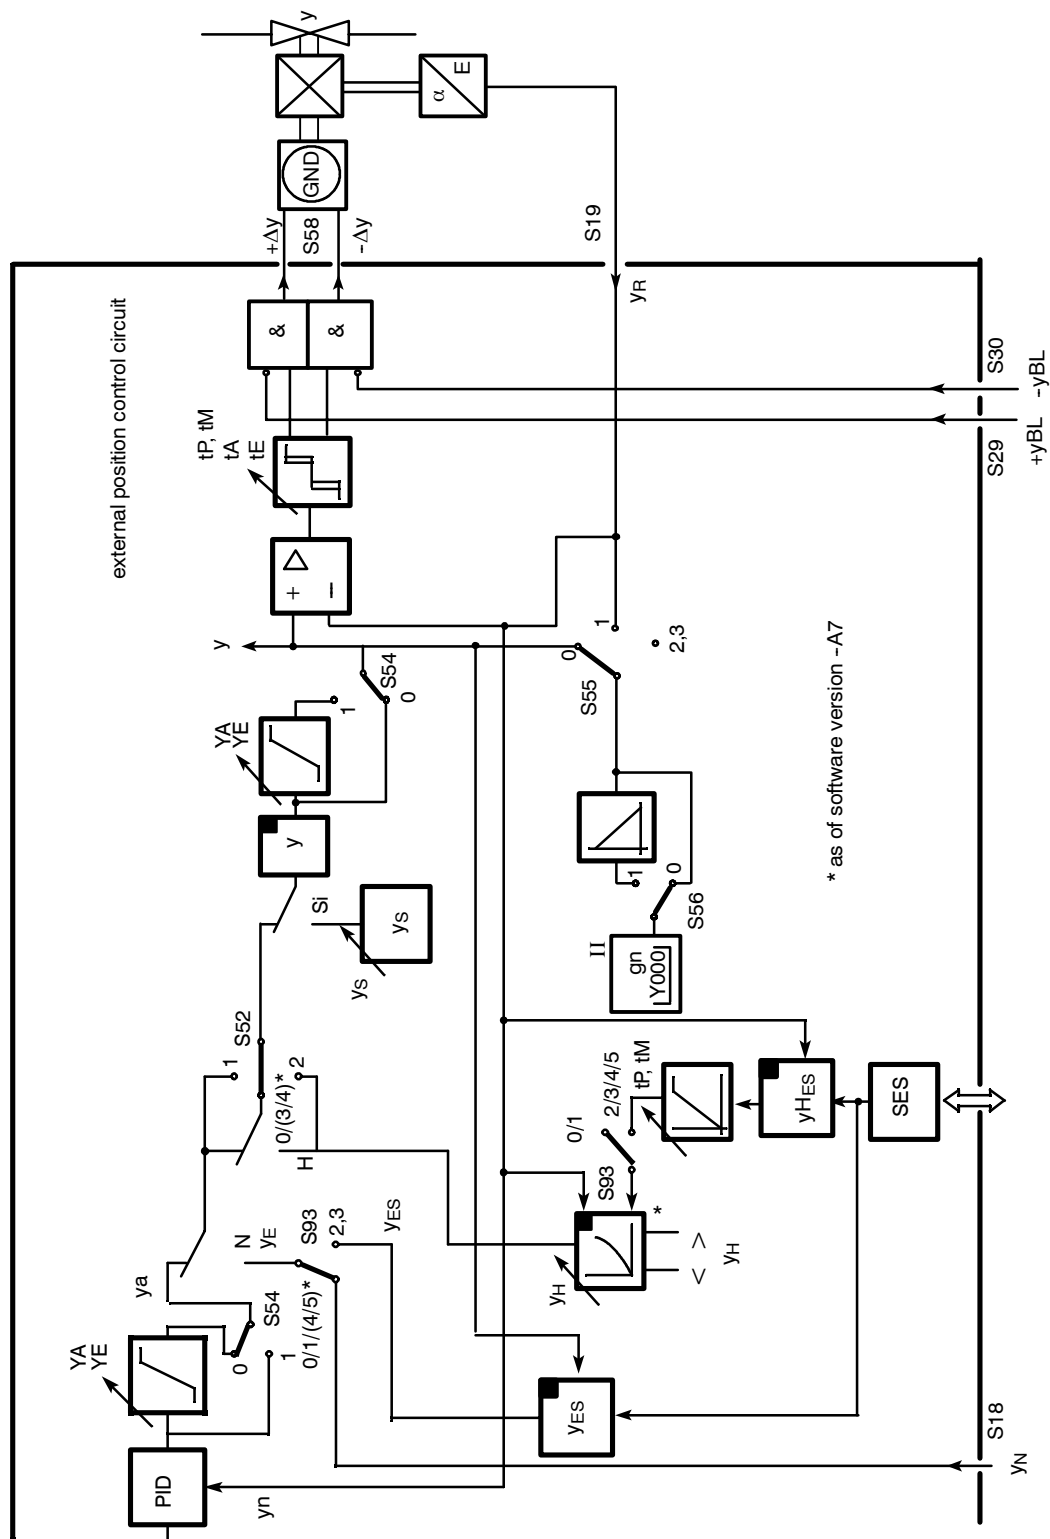 external position control circuit
y
α
E
GND
+Δy
S58
-Δy
S19
yR
&
&
S30
-yBL
S29
+yBL
tP, tM
tA
tE
+
−
y
S54
1
0
YA
YE
y
0
1
2,3
S55
* as of software version -A7
Si
yS
yS
1
0
S56
II
gn
Y000
S52
1
0/(3/4)*
2
H
0/1
2/3/4/5
tP, tM
S93
yHES
SES
*
< >
yH
yH
N
yE
S93
2,3
0/1/(4/5)*
yES
ya
S54
0
1
YA
YE
yES
PID
yn
S18
yN